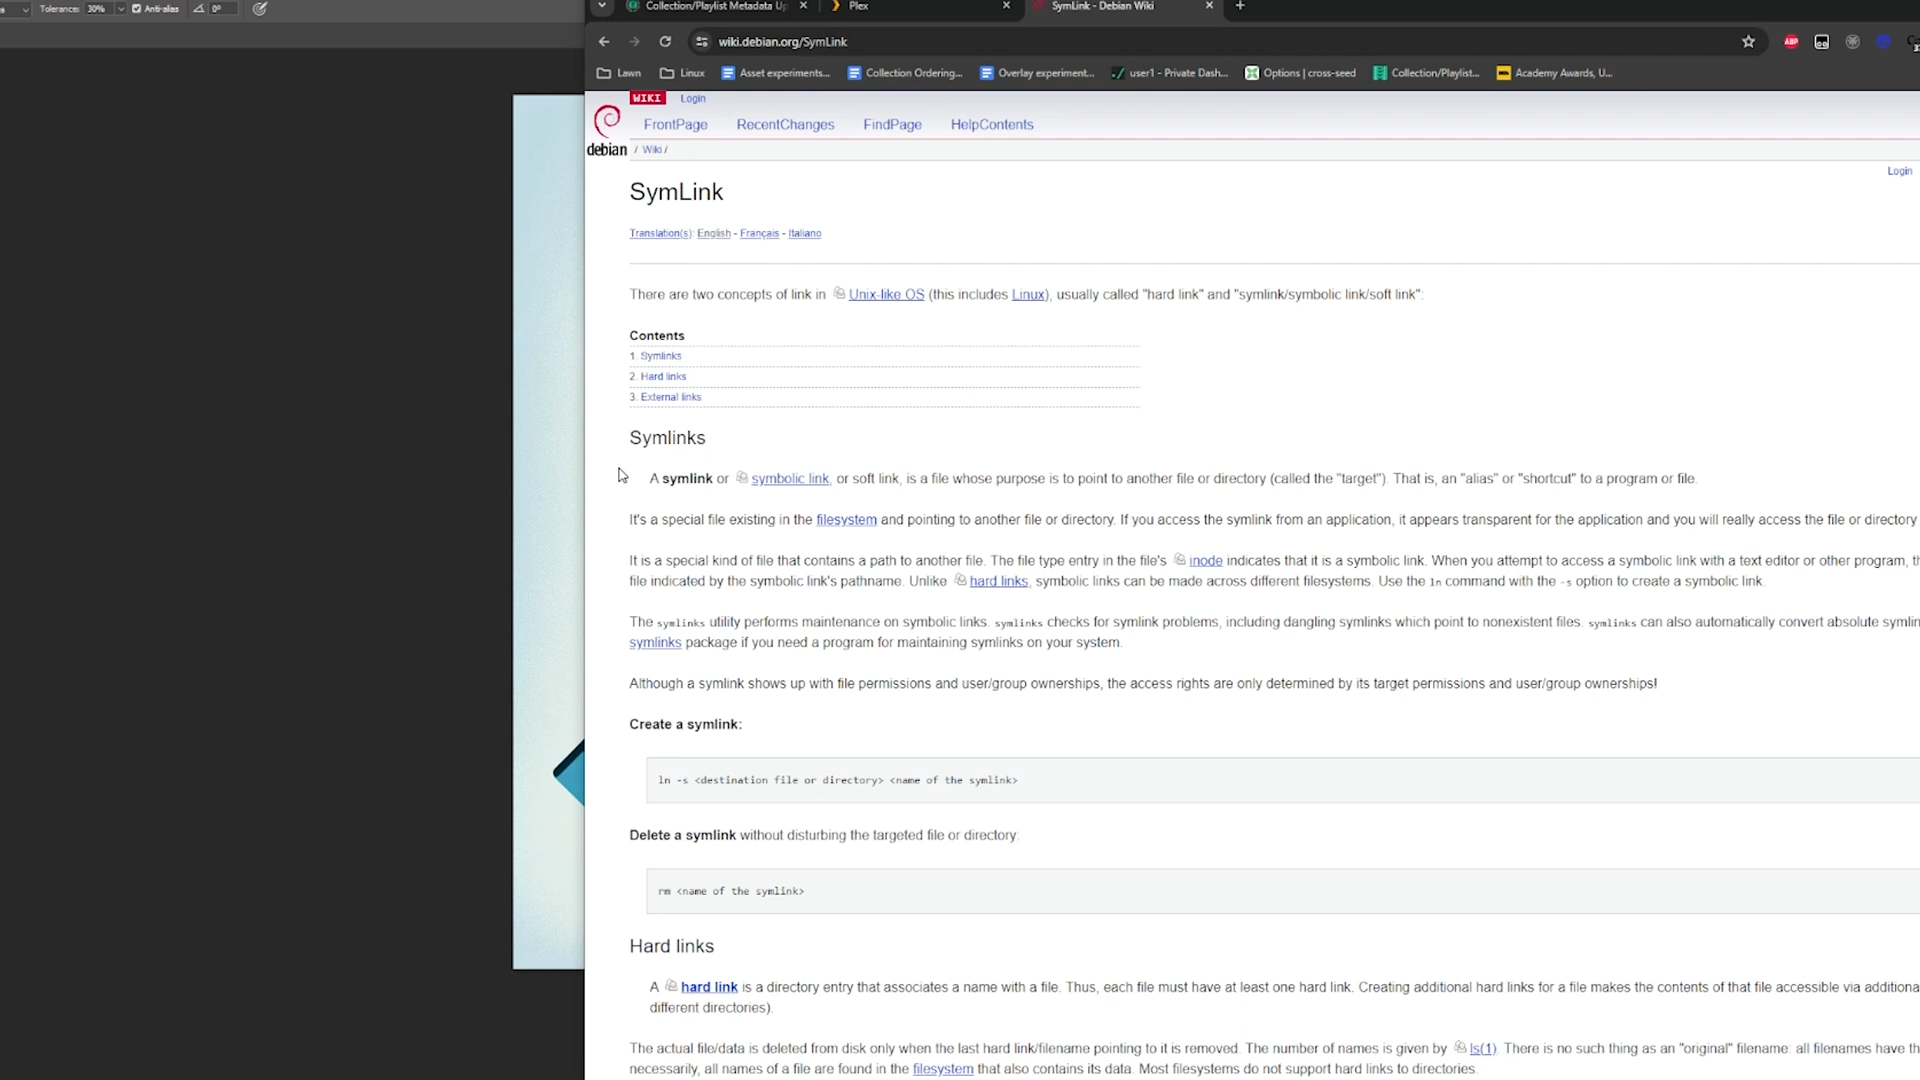 Tolerance: 30% Anti-alias 0°
Collection/Playlist Metadata Up
Plex
SymLink - Debian Wiki
wiki.debian.org/SymLink
ABP
Lawn
Linux
Asset experiments...
Collection Ordering...
Overlay experiment...
user1 - Private Dash...
Options | cross-seed
Collection/Playlist...
Academy Awards, U...
WIKI Login
FrontPage RecentChanges FindPage HelpContents
debian / Wiki /
Login
SymLink
Translation(s): English - Français - Italiano
There are two concepts of link in Unix-like OS (this includes Linux), usually called "hard link" and "symlink/symbolic link/soft link":
Contents
1. Symlinks
2. Hard links
3. External links
Symlinks
A symlink or symbolic link, or soft link, is a file whose purpose is to point to another file or directory (called the "target"). That is, an "alias" or "shortcut" to a program or file.
It's a special file existing in the filesystem and pointing to another file or directory. If you access the symlink from an application, it appears transparent for the application and you will really access the file or directory
It is a special kind of file that contains a path to another file. The file type entry in the file's inode indicates that it is a symbolic link. When you attempt to access a symbolic link with a text editor or other program,
file indicated by the symbolic link's pathname. Unlike hard links, symbolic links can be made across different filesystems. Use the ln command with the -s option to create a symbolic link.
The symlinks utility performs maintenance on symbolic links. symlinks checks for symlink problems, including dangling symlinks which point to nonexistent files. symlinks can also automatically convert absolute symlin
symlinks package if you need a program for maintaining symlinks on your system.
Although a symlink shows up with file permissions and user/group ownerships, the access rights are only determined by its target permissions and user/group ownerships!
Create a symlink:
ln -s <destination file or directory> <name of the symlink>
Delete a symlink without disturbing the targeted file or directory:
rm <name of the symlink>
Hard links
A hard link is a directory entry that associates a name with a file. Thus, each file must have at least one hard link. Creating additional hard links for a file makes the contents of that file accessible via additiona
different directories).
The actual file/data is deleted from disk only when the last hard link/filename pointing to it is removed. The number of names is given by ls(1). There is no such thing as an "original" filename: all filenames have th
necessarily, all names of a file are found in the filesystem that also contains its data. Most filesystems do not support hard links to directories.